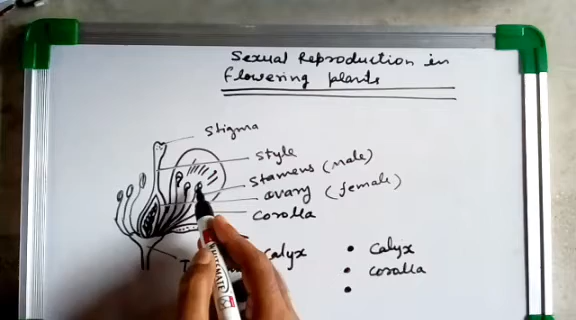 Sexual Reproduction in
flowering plants
Stigma
Style
Stamens (male)
ovary (female)
corolla
calyx
• calyx
• corolla
•